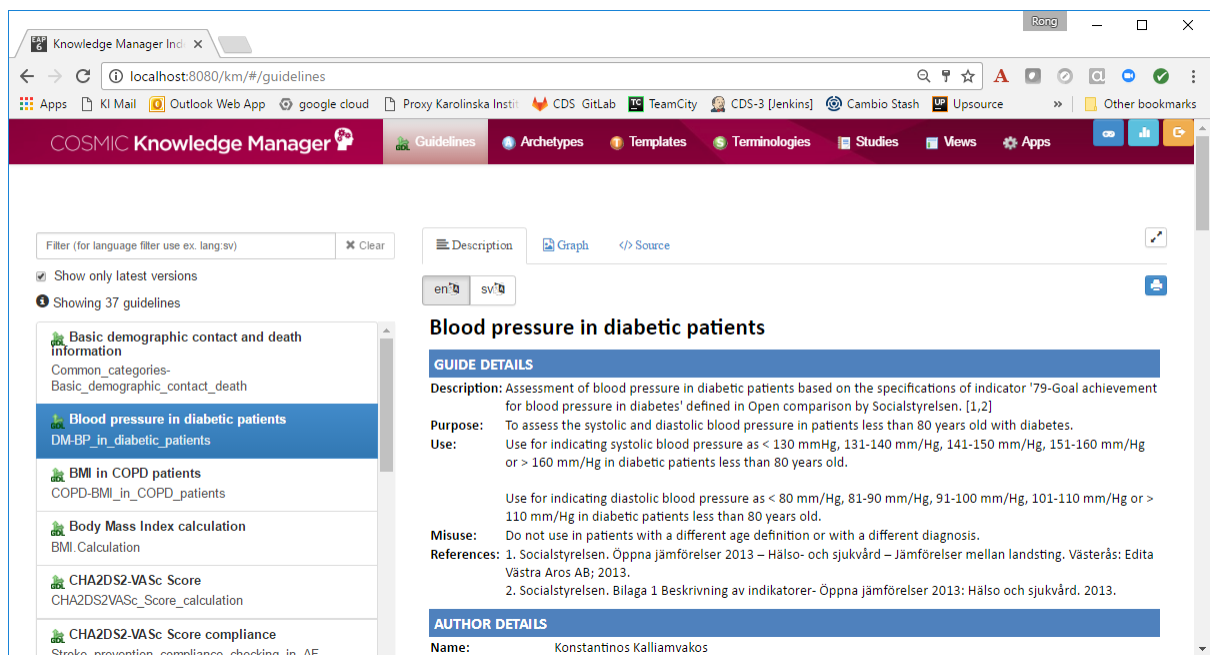 Rong
EAP 6 Knowledge Manager Ind
localhost:8080/km/#/guidelines
Apps KI Mail Outlook Web App google cloud Proxy Karolinska Instit CDS GitLab TeamCity CDS-3 [Jenkins] Cambio Stash Upsource » Other bookmarks
COSMIC Knowledge Manager Guidelines Archetypes Templates Terminologies Studies Views Apps
Filter (for language filter use ex. lang:sv) Clear
Description Graph </> Source
Show only latest versions
en sv
Showing 37 guidelines
Basic demographic contact and death
information
Common_categories-
Basic_demographic_contact_death
Blood pressure in diabetic patients
DM-BP_in_diabetic_patients
BMI in COPD patients
COPD-BMI_in_COPD_patients
Body Mass Index calculation
BMI.Calculation
CHA2DS2-VASc Score
CHA2DS2VASc_Score_calculation
CHA2DS2-VASc Score compliance
Stroke_prevention_compliance_checking_in_AF
Blood pressure in diabetic patients
GUIDE DETAILS
Description: Assessment of blood pressure in diabetic patients based on the specifications of indicator '79-Goal achievement
for blood pressure in diabetes' defined in Open comparison by Socialstyrelsen. [1,2]
Purpose: To assess the systolic and diastolic blood pressure in patients less than 80 years old with diabetes.
Use: Use for indicating systolic blood pressure as < 130 mmHg, 131-140 mm/Hg, 141-150 mm/Hg, 151-160 mm/Hg
or > 160 mm/Hg in diabetic patients less than 80 years old.
Use for indicating diastolic blood pressure as < 80 mm/Hg, 81-90 mm/Hg, 91-100 mm/Hg, 101-110 mm/Hg or >
110 mm/Hg in diabetic patients less than 80 years old.
Misuse: Do not use in patients with a different age definition or with a different diagnosis.
References: 1. Socialstyrelsen. Öppna jämförelser 2013 – Hälso- och sjukvård – Jämförelser mellan landsting. Västerås: Edita
Västra Aros AB; 2013.
2. Socialstyrelsen. Bilaga 1 Beskrivning av indikatorer- Öppna jämförelser 2013: Hälso och sjukvård. 2013.
AUTHOR DETAILS
Name: Konstantinos Kalliamvakos